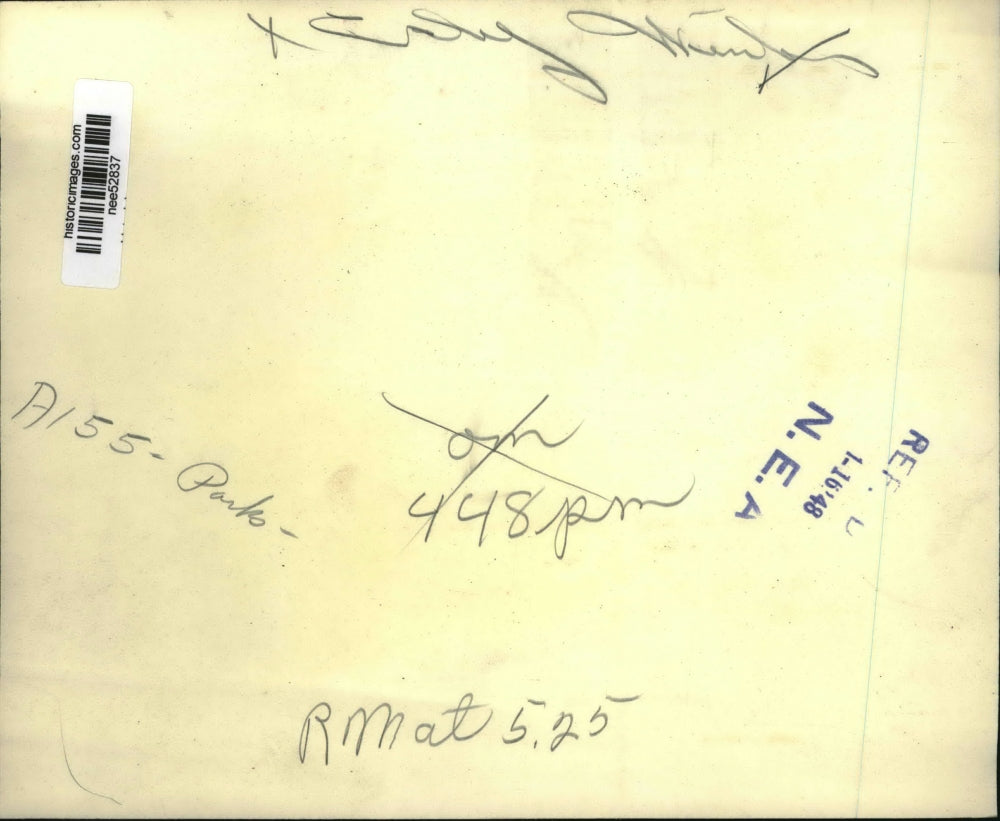 historicimages.com
nee52837
A155- Parks-
448pm
REF.
1-16'48
N.E.A
RMat 5.25